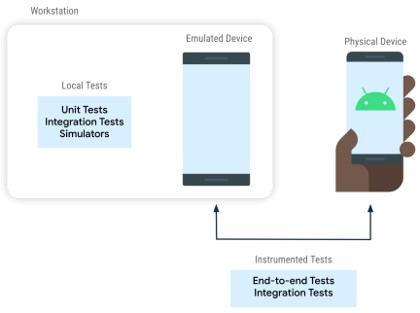 Workstation
Emulated Device
Physical Device
Local Tests
Unit Tests
Integration Tests
Simulators
Instrumented Tests
End-to-end Tests
Integration Tests